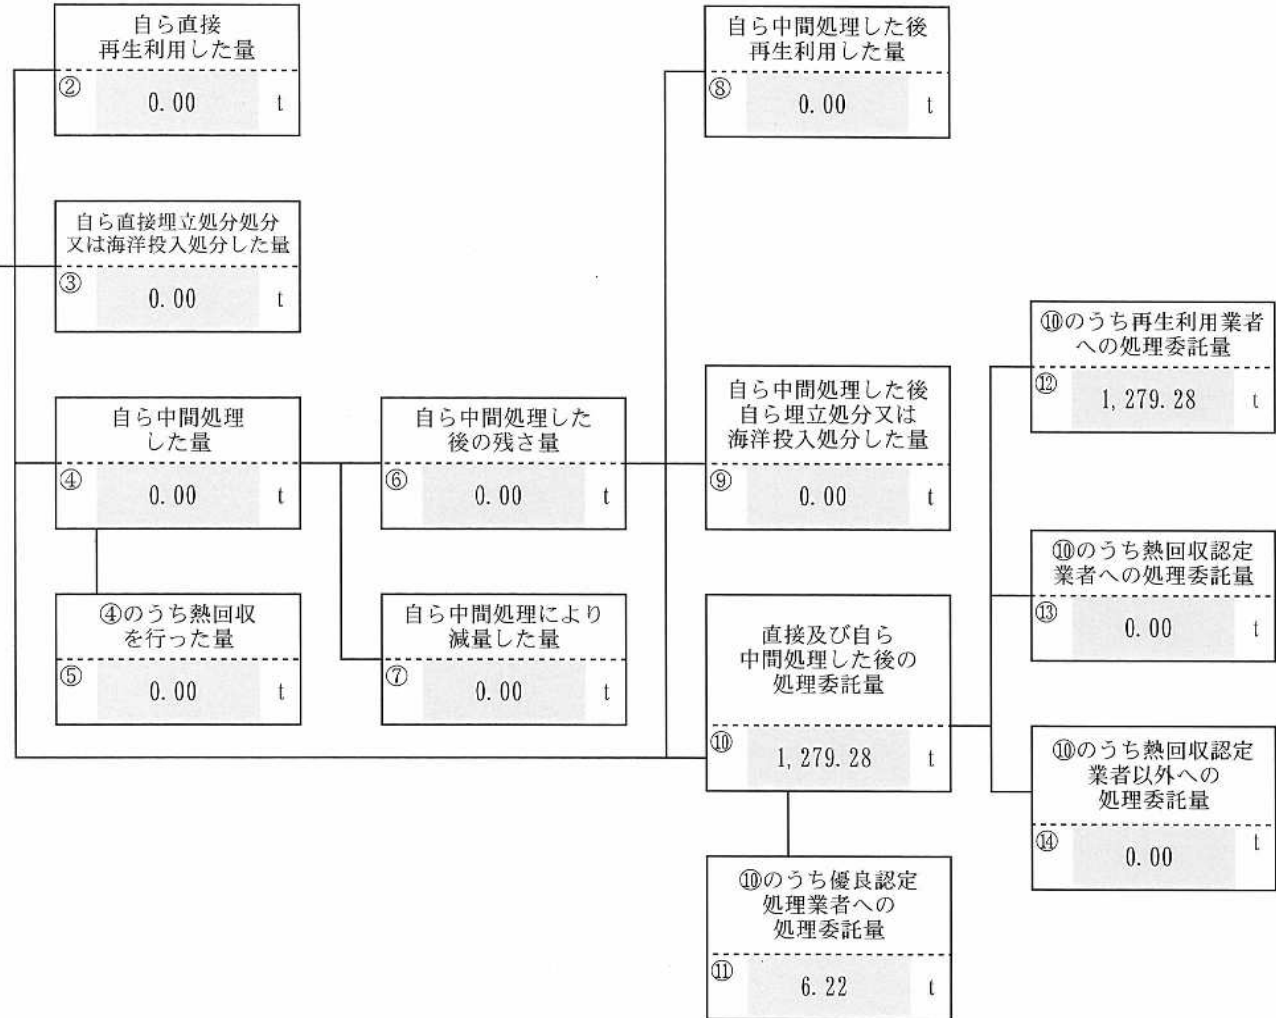 自ら直接
再生利用した量
② 0.00 t
自ら中間処理した後
再生利用した量
⑧ 0.00 t
自ら直接埋立処分処分
又は海洋投入処分した量
③ 0.00 t
⑩のうち再生利用業者
への処理委託量
⑫ 1,279.28 t
自ら中間処理
した量
④ 0.00 t
自ら中間処理した
後の残さ量
⑥ 0.00 t
自ら中間処理した後
自ら埋立処分又は
海洋投入処分した量
⑨ 0.00 t
⑩のうち熱回収認定
業者への処理委託量
⑬ 0.00 t
④のうち熱回収
を行った量
⑤ 0.00 t
自ら中間処理により
減量した量
⑦ 0.00 t
直接及び自ら
中間処理した後の
処理委託量
⑩ 1,279.28 t
⑩のうち熱回収認定
業者以外への
処理委託量
⑭ 0.00 t
⑩のうち優良認定
処理業者への
処理委託量
⑪ 6.22 t